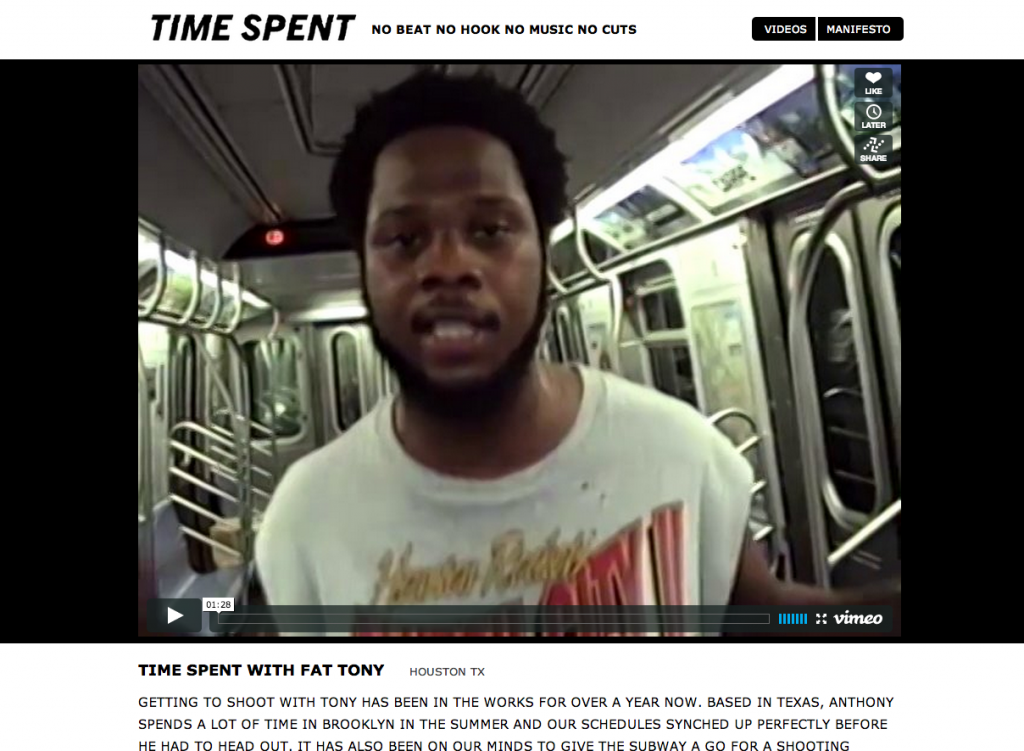 TIME SPENT NO BEAT NO HOOK NO MUSIC NO CUTS VIDEOS MANIFESTO
LIKE
LATER
SHARE
Houston Rockets
01:28
vimeo
TIME SPENT WITH FAT TONY HOUSTON TX
GETTING TO SHOOT WITH TONY HAS BEEN IN THE WORKS FOR OVER A YEAR NOW. BASED IN TEXAS, ANTHONY
SPENDS A LOT OF TIME IN BROOKLYN IN THE SUMMER AND OUR SCHEDULES SYNCHED UP PERFECTLY BEFORE
HE HAD TO HEAD OUT. IT HAS ALSO BEEN ON OUR MINDS TO GIVE THE SUBWAY A GO FOR A SHOOTING